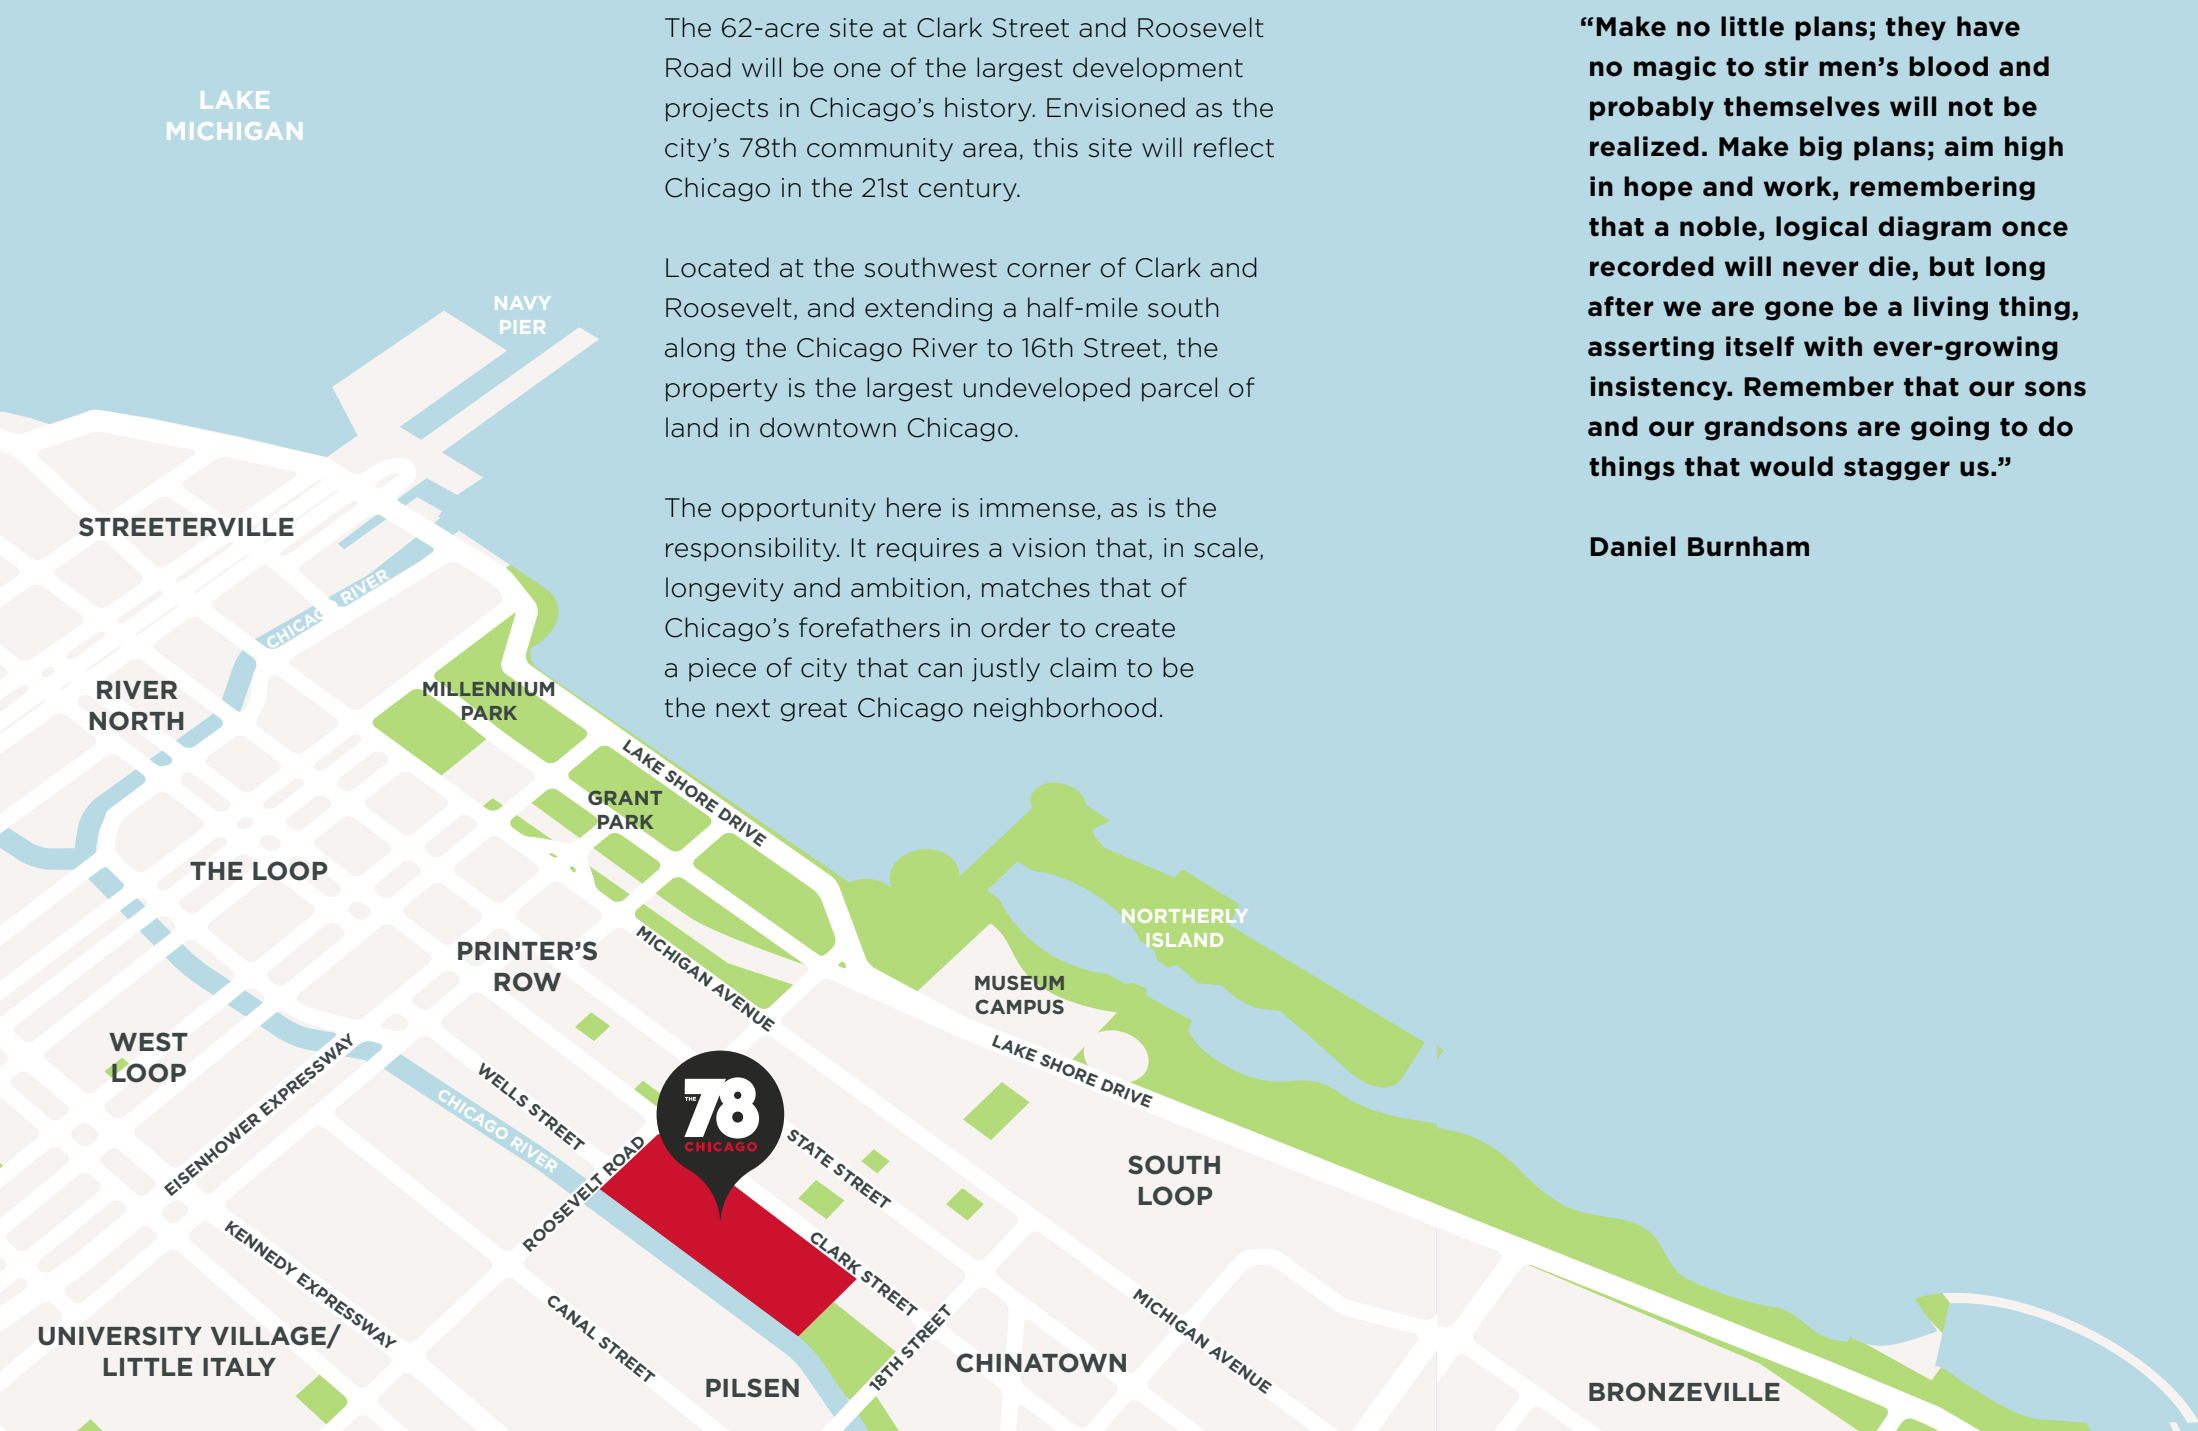 The 62-acre site at Clark Street and Roosevelt
Road will be one of the largest development
projects in Chicago’s history. Envisioned as the
city’s 78th community area, this site will reflect
Chicago in the 21st century.
Located at the southwest corner of Clark and
Roosevelt, and extending a half-mile south
along the Chicago River to 16th Street, the
property is the largest undeveloped parcel of
land in downtown Chicago.
The opportunity here is immense, as is the
responsibility. It requires a vision that, in scale,
longevity and ambition, matches that of
Chicago’s forefathers in order to create
a piece of city that can justly claim to be
the next great Chicago neighborhood.
“Make no little plans; they have
no magic to stir men’s blood and
probably themselves will not be
realized. Make big plans; aim high
in hope and work, remembering
that a noble, logical diagram once
recorded will never die, but long
after we are gone be a living thing,
asserting itself with ever-growing
insistency. Remember that our sons
and our grandsons are going to do
things that would stagger us.”
Daniel Burnham
LAKE
MICHIGAN
NAVY
PIER
STREETERVILLE
CHICAGO RIVER
RIVER
NORTH
MILLENNIUM
PARK
LAKE SHORE DRIVE
GRANT
PARK
THE LOOP
PRINTER’S
ROW
MICHIGAN AVENUE
NORTHERLY
ISLAND
MUSEUM
CAMPUS
LAKE SHORE DRIVE
WEST
LOOP
EISENHOWER EXPRESSWAY
WELLS STREET
CHICAGO RIVER
ROOSEVELT ROAD
THE
78
CHICAGO
STATE STREET
SOUTH
LOOP
CLARK STREET
KENNEDY EXPRESSWAY
CANAL STREET
18TH STREET
MICHIGAN AVENUE
UNIVERSITY VILLAGE/
LITTLE ITALY
PILSEN
CHINATOWN
BRONZEVILLE